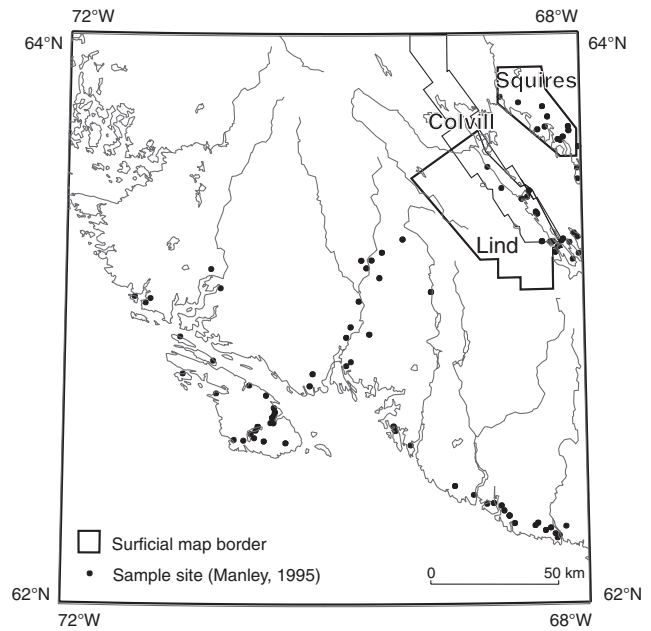 72°W 68°W
64°N 64°N
Squires
Colvill
Lind
Surficial map border
Sample site (Manley, 1995)
0 50 km
62°N 62°N
72°W 68°W